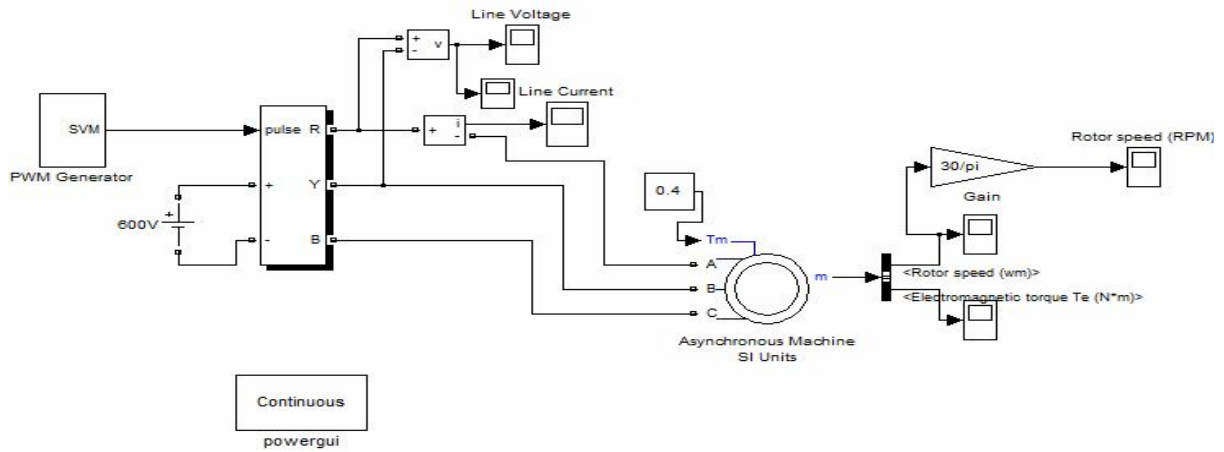 Line Voltage
+
-
v
Line Current
SVM
PWM Generator
pulse
R
Y
B
+
-
+
600V
+
i
-
0.4
Tm
A
B
C
m
Asynchronous Machine
SI Units
30/pi
Gain
Rotor speed (RPM)
<Rotor speed (wm)>
<Electromagnetic torque Te (N*m)>
Continuous
powergui